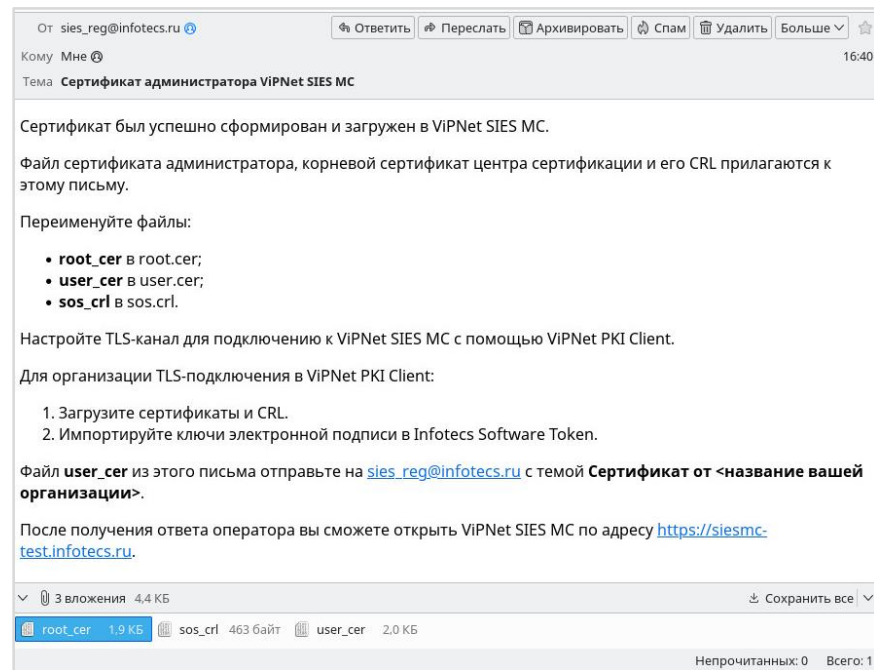 От sies_reg@infotecs.ru Ответить Переслать Архивировать Спам Удалить Больше
Кому Мне 16:40
Тема Сертификат администратора ViPNet SIES MC
Сертификат был успешно сформирован и загружен в ViPNet SIES MC.
Файл сертификата администратора, корневой сертификат центра сертификации и его CRL прилагаются к
этому письму.
Переименуйте файлы:
• root_cer в root.cer;
• user_cer в user.cer;
• sos_crl в sos.crl.
Настройте TLS-канал для подключению к ViPNet SIES MC с помощью ViPNet PKI Client.
Для организации TLS-подключения в ViPNet PKI Client:
1. Загрузите сертификаты и CRL.
2. Импортируйте ключи электронной подписи в Infotecs Software Token.
Файл user_cer из этого письма отправьте на sies_reg@infotecs.ru с темой Сертификат от <название вашей
организации>.
После получения ответа оператора вы сможете открыть ViPNet SIES MC по адресу https://siesmc-
test.infotecs.ru.
3 вложения 4,4 КБ Сохранить все
root_cer 1,9 КБ sos_crl 463 байт user_cer 2,0 КБ
Непрочитанных: 0 Всего: 1